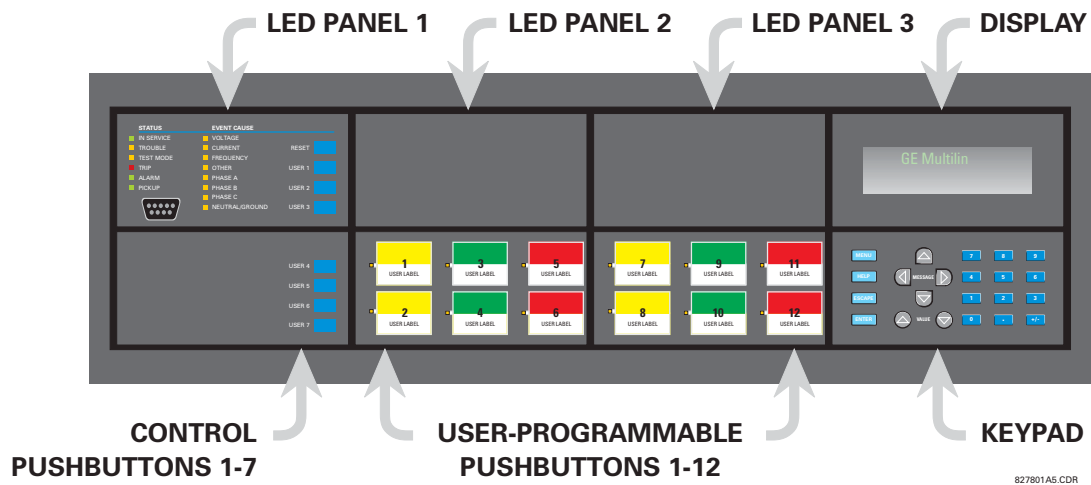 LED PANEL 1
LED PANEL 2
LED PANEL 3
DISPLAY
STATUS
EVENT CAUSE
IN SERVICE
VOLTAGE
TROUBLE
CURRENT
RESET
TEST MODE
FREQUENCY
TRIP
OTHER
USER 1
ALARM
PHASE A
PICKUP
PHASE B
USER 2
PHASE C
NEUTRAL/GROUND
USER 3
GE Multilin
USER 4
USER 5
USER 6
USER 7
1
USER LABEL
3
USER LABEL
5
USER LABEL
2
USER LABEL
4
USER LABEL
6
USER LABEL
7
USER LABEL
9
USER LABEL
11
USER LABEL
8
USER LABEL
10
USER LABEL
12
USER LABEL
MENU
7 8 9
HELP
MESSAGE
4 5 6
ESCAPE
1 2 3
ENTER
VALUE
0 . +/-
CONTROL
PUSHBUTTONS 1-7
USER-PROGRAMMABLE
PUSHBUTTONS 1-12
KEYPAD
827801A5.CDR